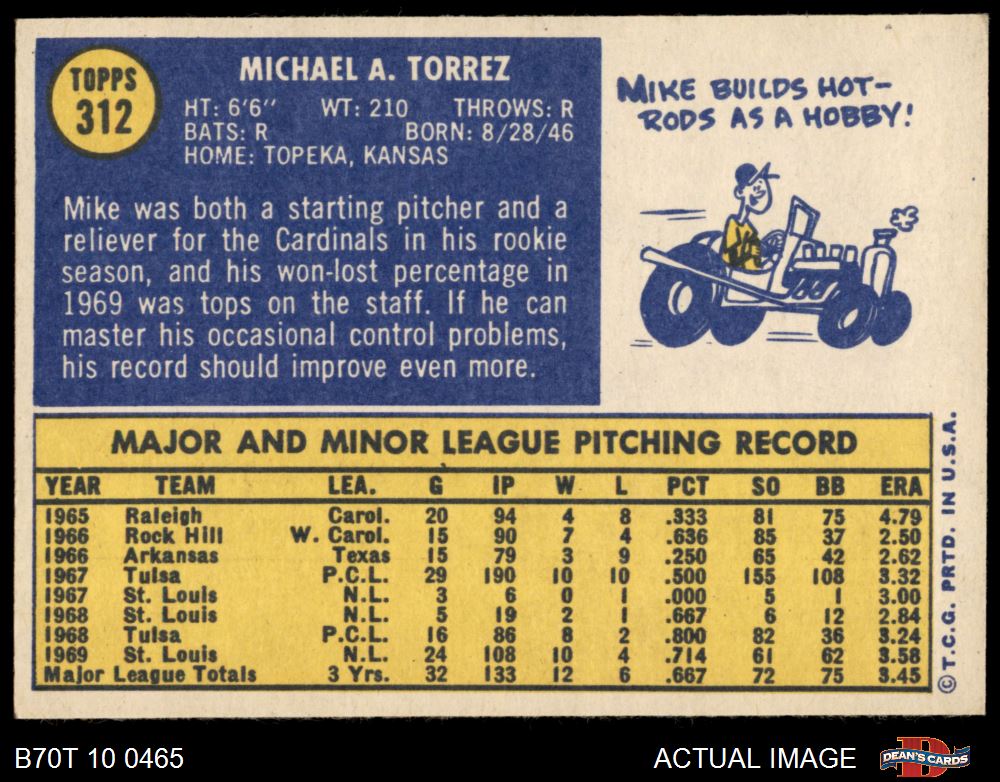 TOPPS
312
MICHAEL A. TORREZ
HT: 6'6" WT: 210 THROWS: R
BATS: R BORN: 8/28/46
HOME: TOPEKA, KANSAS
Mike was both a starting pitcher and a
reliever for the Cardinals in his rookie
season, and his won-lost percentage in
1969 was tops on the staff. If he can
master his occasional control problems,
his record should improve even more.
MIKE BUILDS HOT-
RODS AS A HOBBY!
MAJOR AND MINOR LEAGUE PITCHING RECORD
YEAR TEAM LEA. G IP W L PCT SO BB ERA
1965 Raleigh Carol. 20 94 4 8 .333 81 75 4.79
1966 Rock Hill W. Carol. 15 90 7 4 .636 85 37 2.50
1966 Arkansas Texas 15 79 3 9 .250 65 42 2.62
1967 Tulsa P.C.L. 29 190 10 10 .500 155 108 3.32
1967 St. Louis N.L. 3 6 0 1 .000 5 1 3.00
1968 St. Louis N.L. 5 19 2 1 .667 6 12 2.84
1968 Tulsa P.C.L. 16 86 8 2 .800 82 36 3.24
1969 St. Louis N.L. 24 108 10 4 .714 61 62 3.58
Major League Totals 3 Yrs. 32 133 12 6 .667 72 75 3.45
©T.C.G. PRTD. IN U.S.A.
B70T 10 0465
ACTUAL IMAGE
DEAN'S CARDS